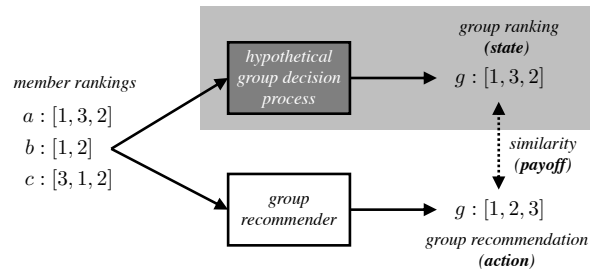 member rankings
a : [1, 3, 2]
b : [1, 2]
c : [3, 1, 2]
hypothetical
group decision
process
group ranking
(state)
g : [1, 3, 2]
similarity
(payoff)
group
recommender
g : [1, 2, 3]
group recommendation
(action)